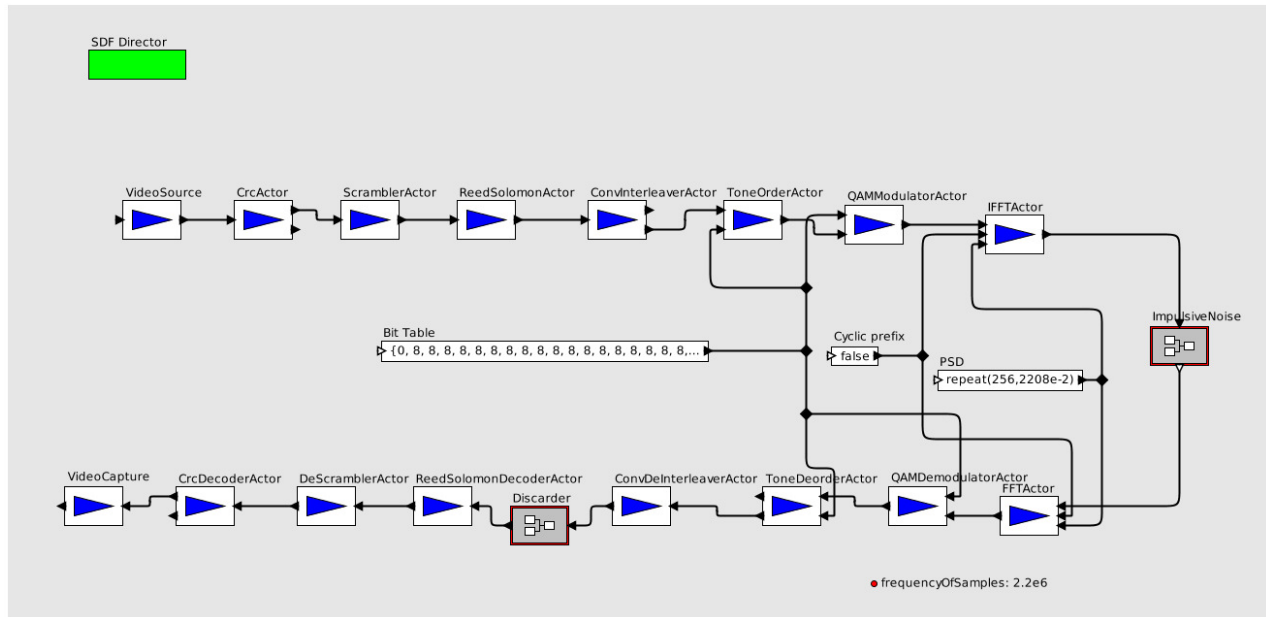 SDF Director
VideoSource
CrcActor
ScramblerActor
ReedSolomonActor
ConvInterleaverActor
ToneOrderActor
QAMModulatorActor
IFFTActor
ImpulsiveNoise
Bit Table
{0, 8, 8, 8, 8, 8, 8, 8, 8, 8, 8, 8, 8, 8, 8, 8, 8, 8, 8, 8,...
Cyclic prefix
false
PSD
repeat(256,2208e-2)
VideoCapture
CrcDecoderActor
DeScramblerActor
ReedSolomonDecoderActor
Discarder
ConvDeInterleaverActor
ToneDeorderActor
QAMDemodulatorActor
FFTActor
frequencyOfSamples: 2.2e6